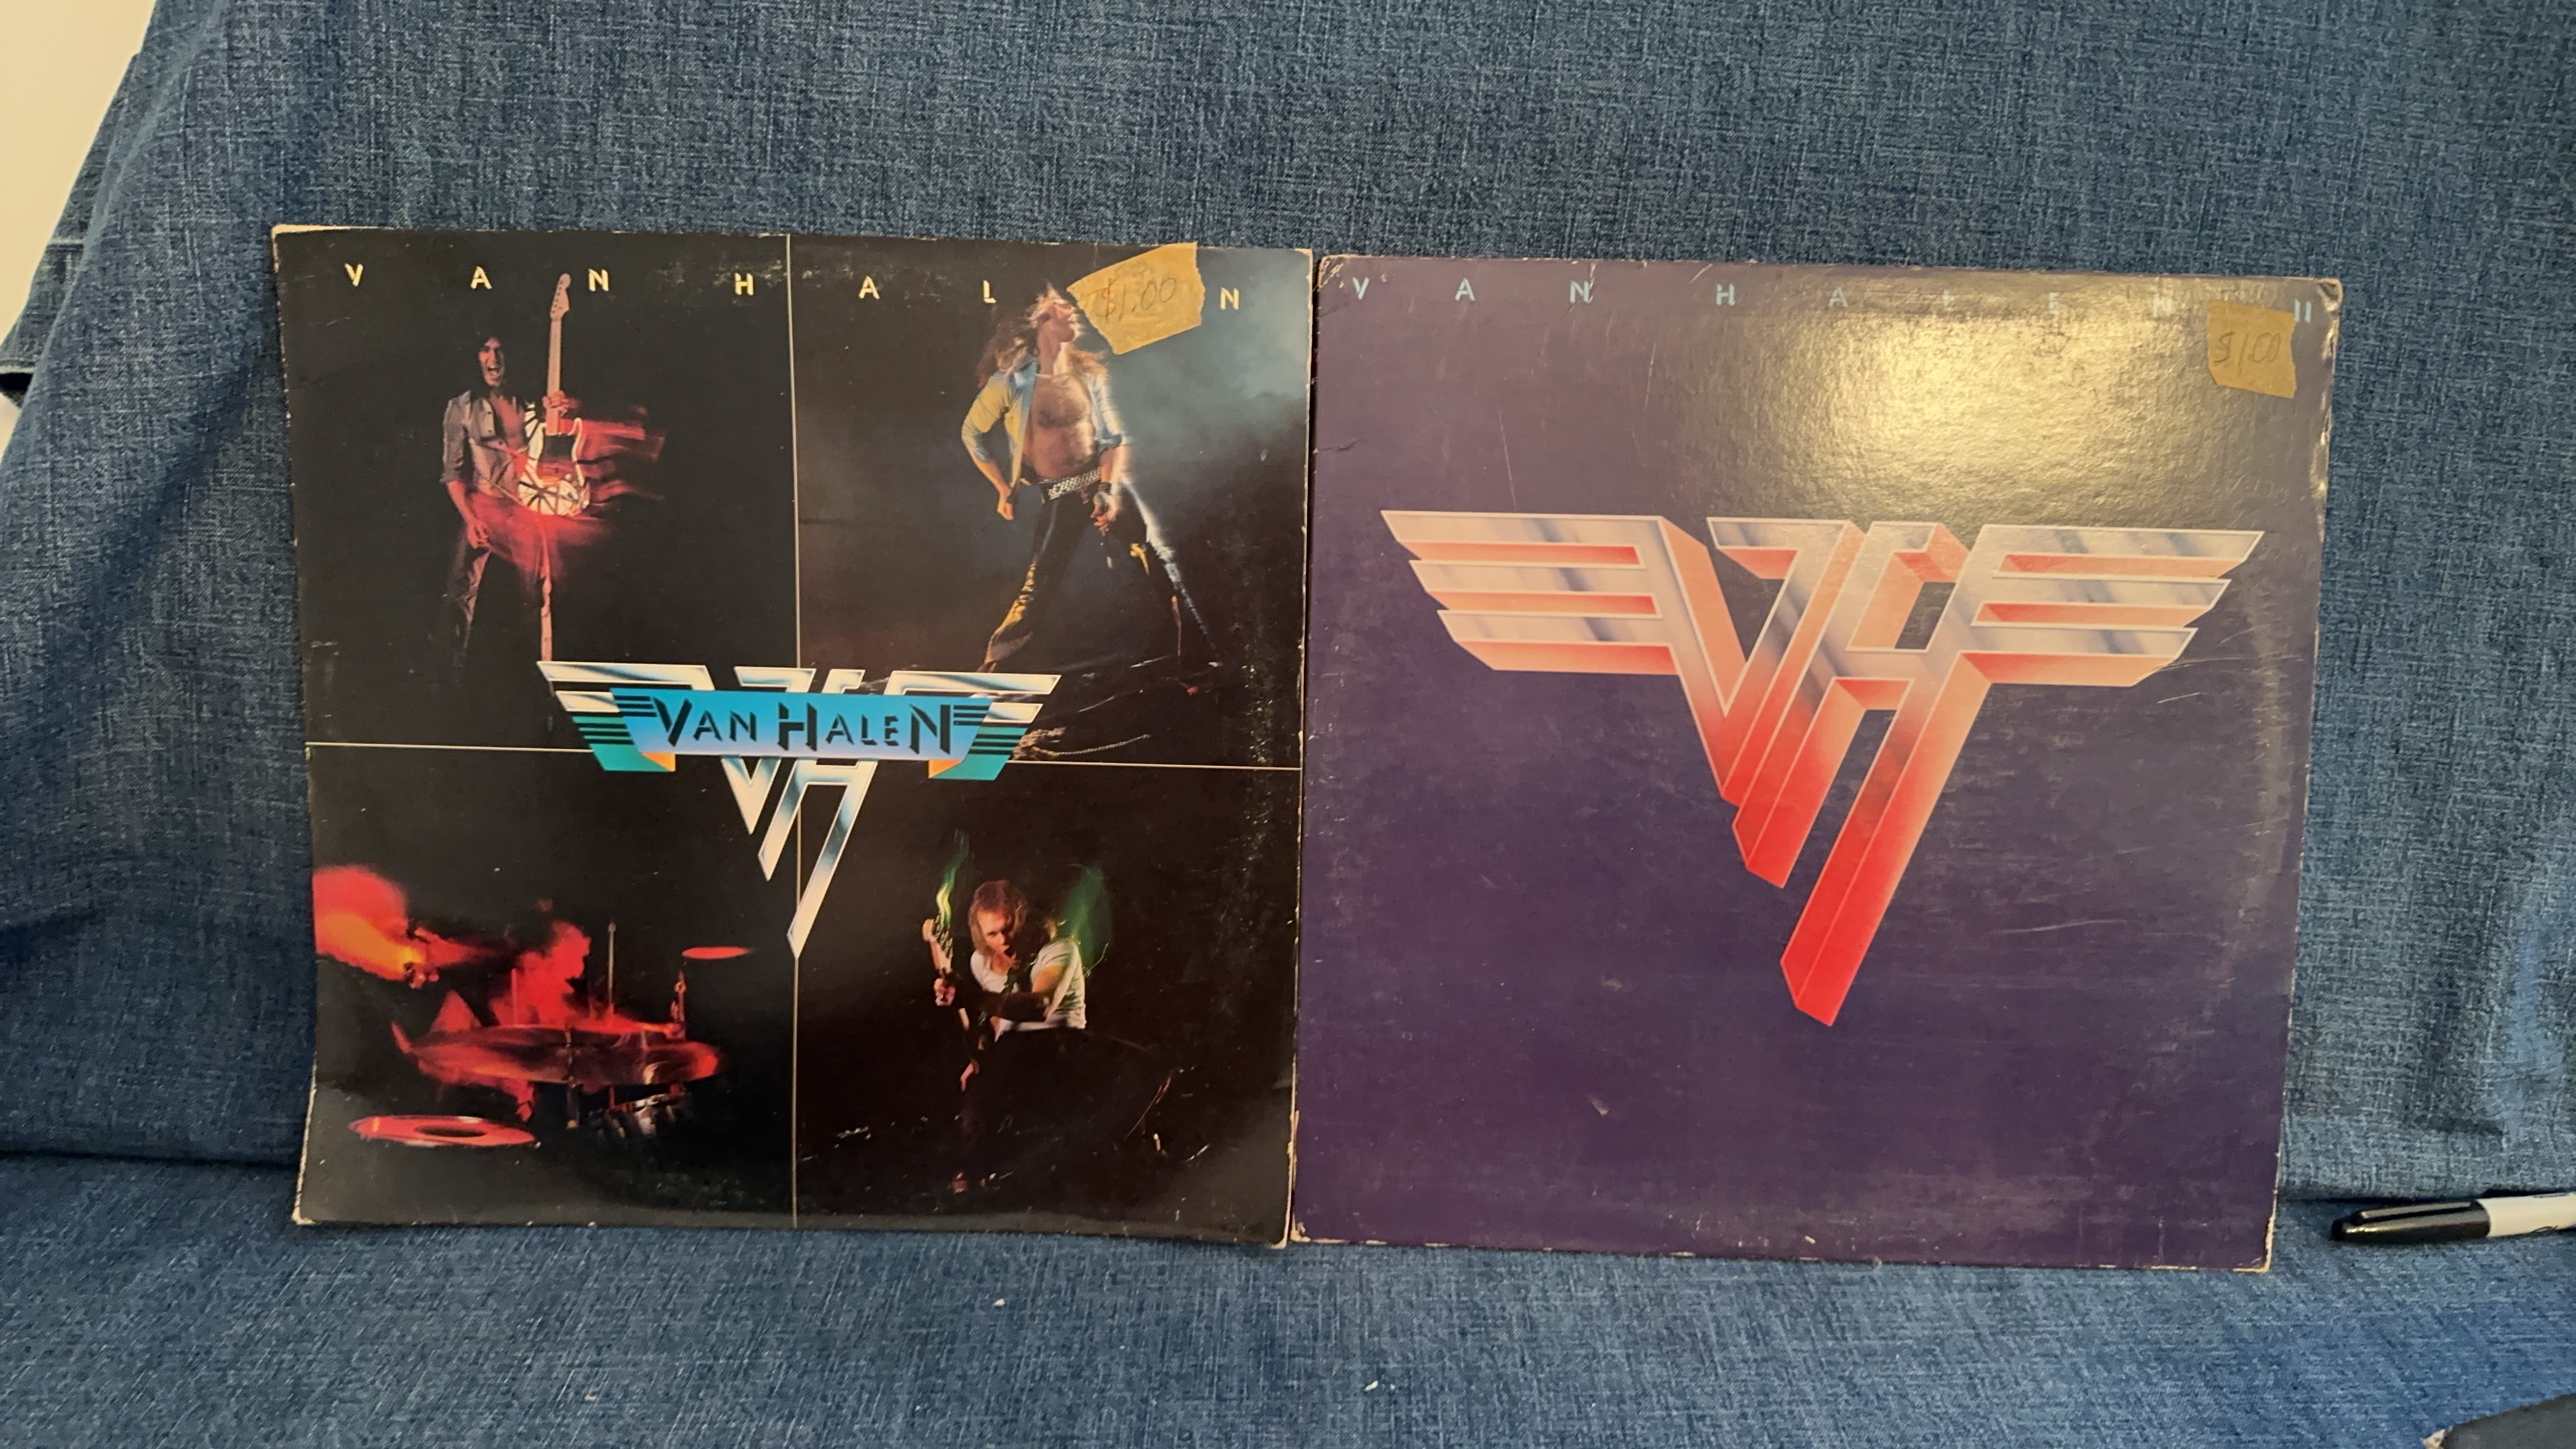 V A N H A L N
$1.00
VAN HALEN
V A N H A L E N II
$1.00